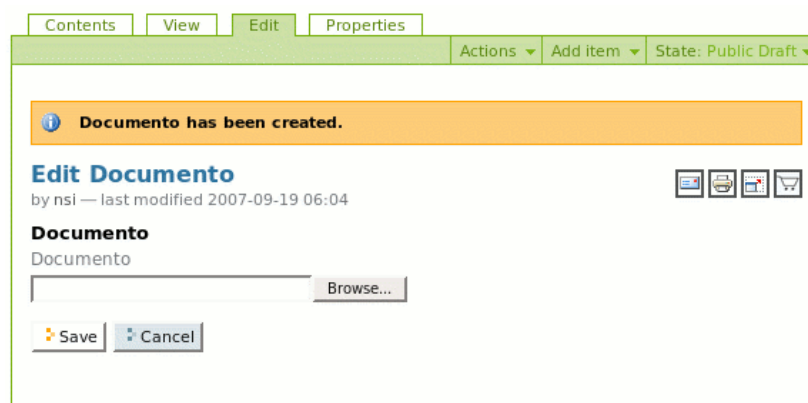 Contents View Edit Properties
Actions Add item State: Public Draft
Documento has been created.
Edit Documento
by nsi — last modified 2007-09-19 06:04
Documento
Documento
Browse...
Save Cancel